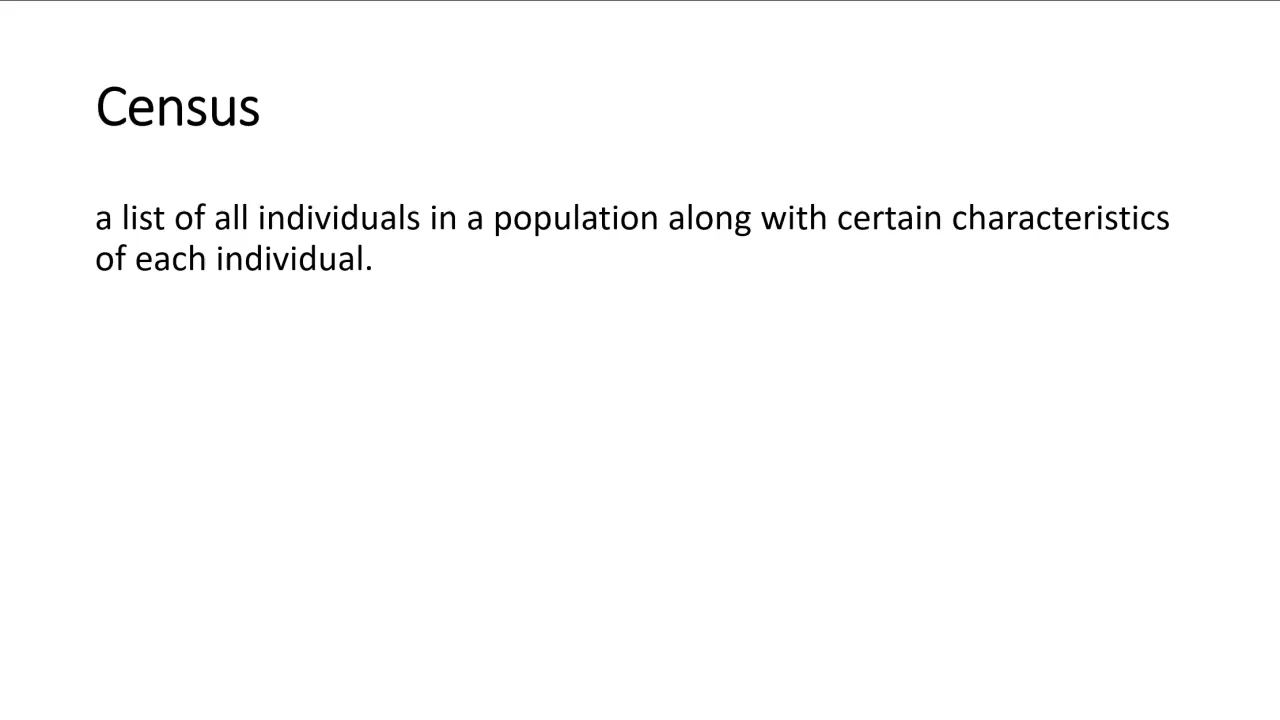 Census
a list of all individuals in a population along with certain characteristics
of each individual.